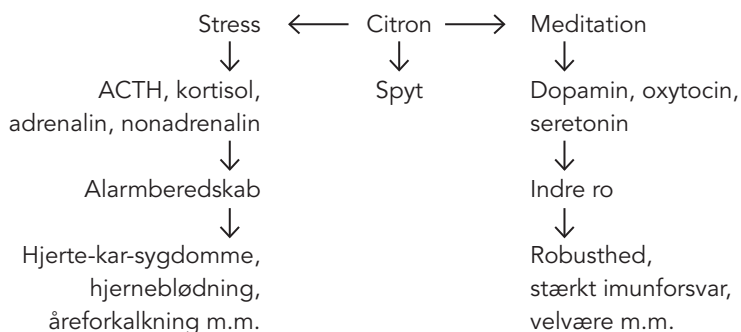 Stress Citron Meditation
ACTH, kortisol,
adrenalin, nonadrenalin
Spyt
Dopamin, oxytocin,
seretonin
Alarmberedskab
Indre ro
Hjerte-kar-sygdomme,
hjerneblødning,
åreforkalkning m.m.
Robusthed,
stærkt imunforsvar,
velvære m.m.